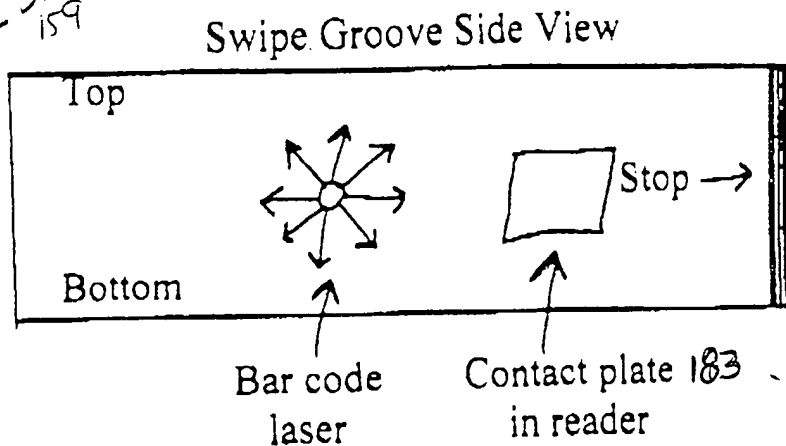 159
Swipe Groove Side View
Top
Stop
Bottom
Bar code
laser
Contact plate 183
in reader